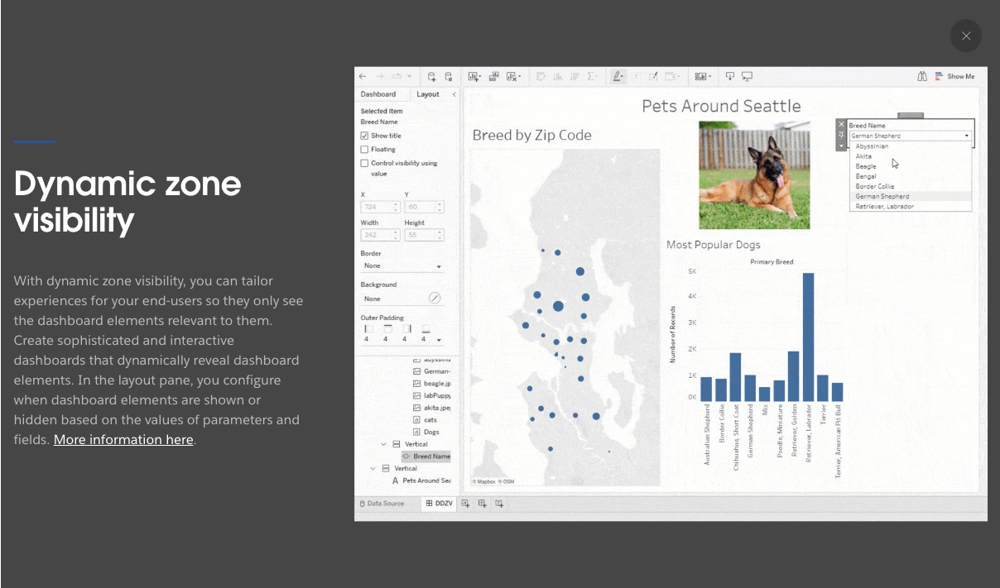 Dynamic zone
visibility
With dynamic zone visibility, you can tailor
experiences for your end-users so they only see
the dashboard elements relevant to them.
Create sophisticated and interactive
dashboards that dynamically reveal dashboard
elements. In the layout pane, you configure
when dashboard elements are shown or
hidden based on the values of parameters and
fields. More information here.
Show Me
Dashboard Layout
Selected Item
Breed Name
Show title
Floating
Control visibility using
value
X Y
724 60
Width Height
242 55
Border
None
Background
None
Outer Padding
4 4 4 4
German-
beagle.jp
labPuppy
akita.jpe
cats
Dogs
Vertical
Breed Name
Vertical
Pets Around Sea
Data Source DDZV
Pets Around Seattle
Breed by Zip Code
© Mapbox © OSM
Breed Name
German Shepherd
Abyssinian
Akita
Beagle
Bengal
Border Collie
German Shepherd
Retriever, Labrador
Most Popular Dogs
Primary Breed
Number of Records
5K
4K
3K
2K
1K
0K
Australian Shepherd
Border Collie
Chihuahua, Short Coat
German Shepherd
Mix
Poodle, Miniature
Retriever, Golden
Retriever, Labrador
Terrier
Terrier, American Pit Bull